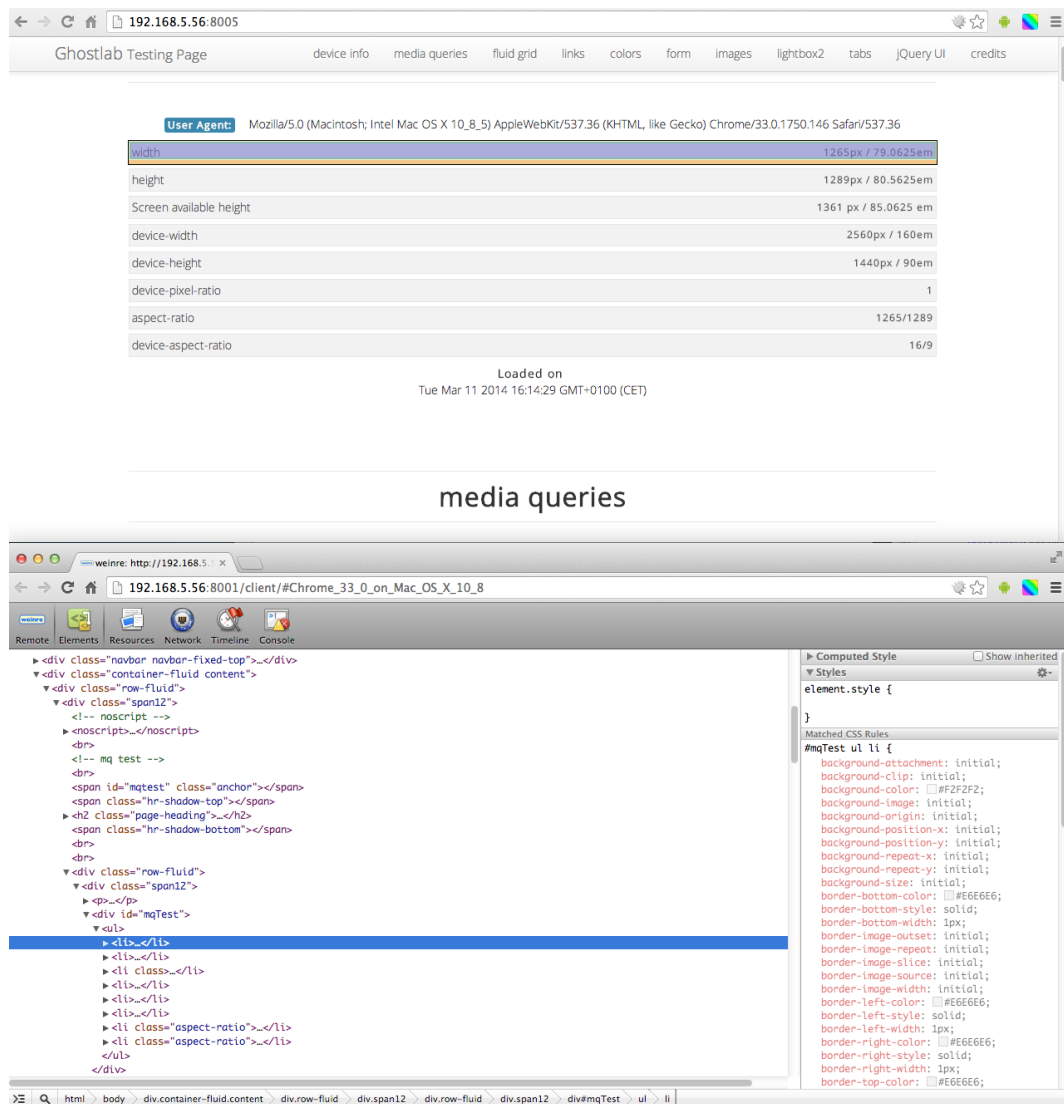 192.168.5.56:8005
Ghostlab Testing Page device info media queries fluid grid links colors form images lightbox2 tabs jQuery UI credits
User Agent: Mozilla/5.0 (Macintosh; Intel Mac OS X 10_8_5) AppleWebKit/537.36 (KHTML, like Gecko) Chrome/33.0.1750.146 Safari/537.36
width 1265px / 79.0625em
height 1289px / 80.5625em
Screen available height 1361 px / 85.0625 em
device-width 2560px / 160em
device-height 1440px / 90em
device-pixel-ratio 1
aspect-ratio 1265/1289
device-aspect-ratio 16/9
Loaded on
Tue Mar 11 2014 16:14:29 GMT+0100 (CET)
media queries
weinre: http://192.168.5.
192.168.5.56:8001/client/#Chrome_33_0_on_Mac_OS_X_10_8
weinre
Remote Elements Resources Network Timeline Console
<div class="navbar navbar-fixed-top">…</div>
<div class="container-fluid content">
<div class="row-fluid">
<div class="span12">
<!-- noscript -->
<noscript>…</noscript>
<br>
<!-- mq test -->
<br>
<span id="mqtest" class="anchor"></span>
<span class="hr-shadow-top"></span>
<h2 class="page-heading">…</h2>
<span class="hr-shadow-bottom"></span>
<br>
<br>
<div class="row-fluid">
<div class="span12">
<p>…</p>
<div id="mqTest">
<ul>
<li>…</li>
<li>…</li>
<li class>…</li>
<li>…</li>
<li>…</li>
<li>…</li>
<li class="aspect-ratio">…</li>
<li class="aspect-ratio">…</li>
</ul>
</div>
Computed Style Show inherited
Styles
element.style {
}
Matched CSS Rules
#mqTest ul li {
background-attachment: initial;
background-clip: initial;
background-color: #F2F2F2;
background-image: initial;
background-origin: initial;
background-position-x: initial;
background-position-y: initial;
background-repeat-x: initial;
background-repeat-y: initial;
background-size: initial;
border-bottom-color: #E6E6E6;
border-bottom-style: solid;
border-bottom-width: 1px;
border-image-outset: initial;
border-image-repeat: initial;
border-image-slice: initial;
border-image-source: initial;
border-image-width: initial;
border-left-color: #E6E6E6;
border-left-style: solid;
border-left-width: 1px;
border-right-color: #E6E6E6;
border-right-style: solid;
border-right-width: 1px;
border-top-color: #E6E6E6;
html body div.container-fluid.content div.row-fluid div.span12 div.row-fluid div.span12 div#mqTest ul li